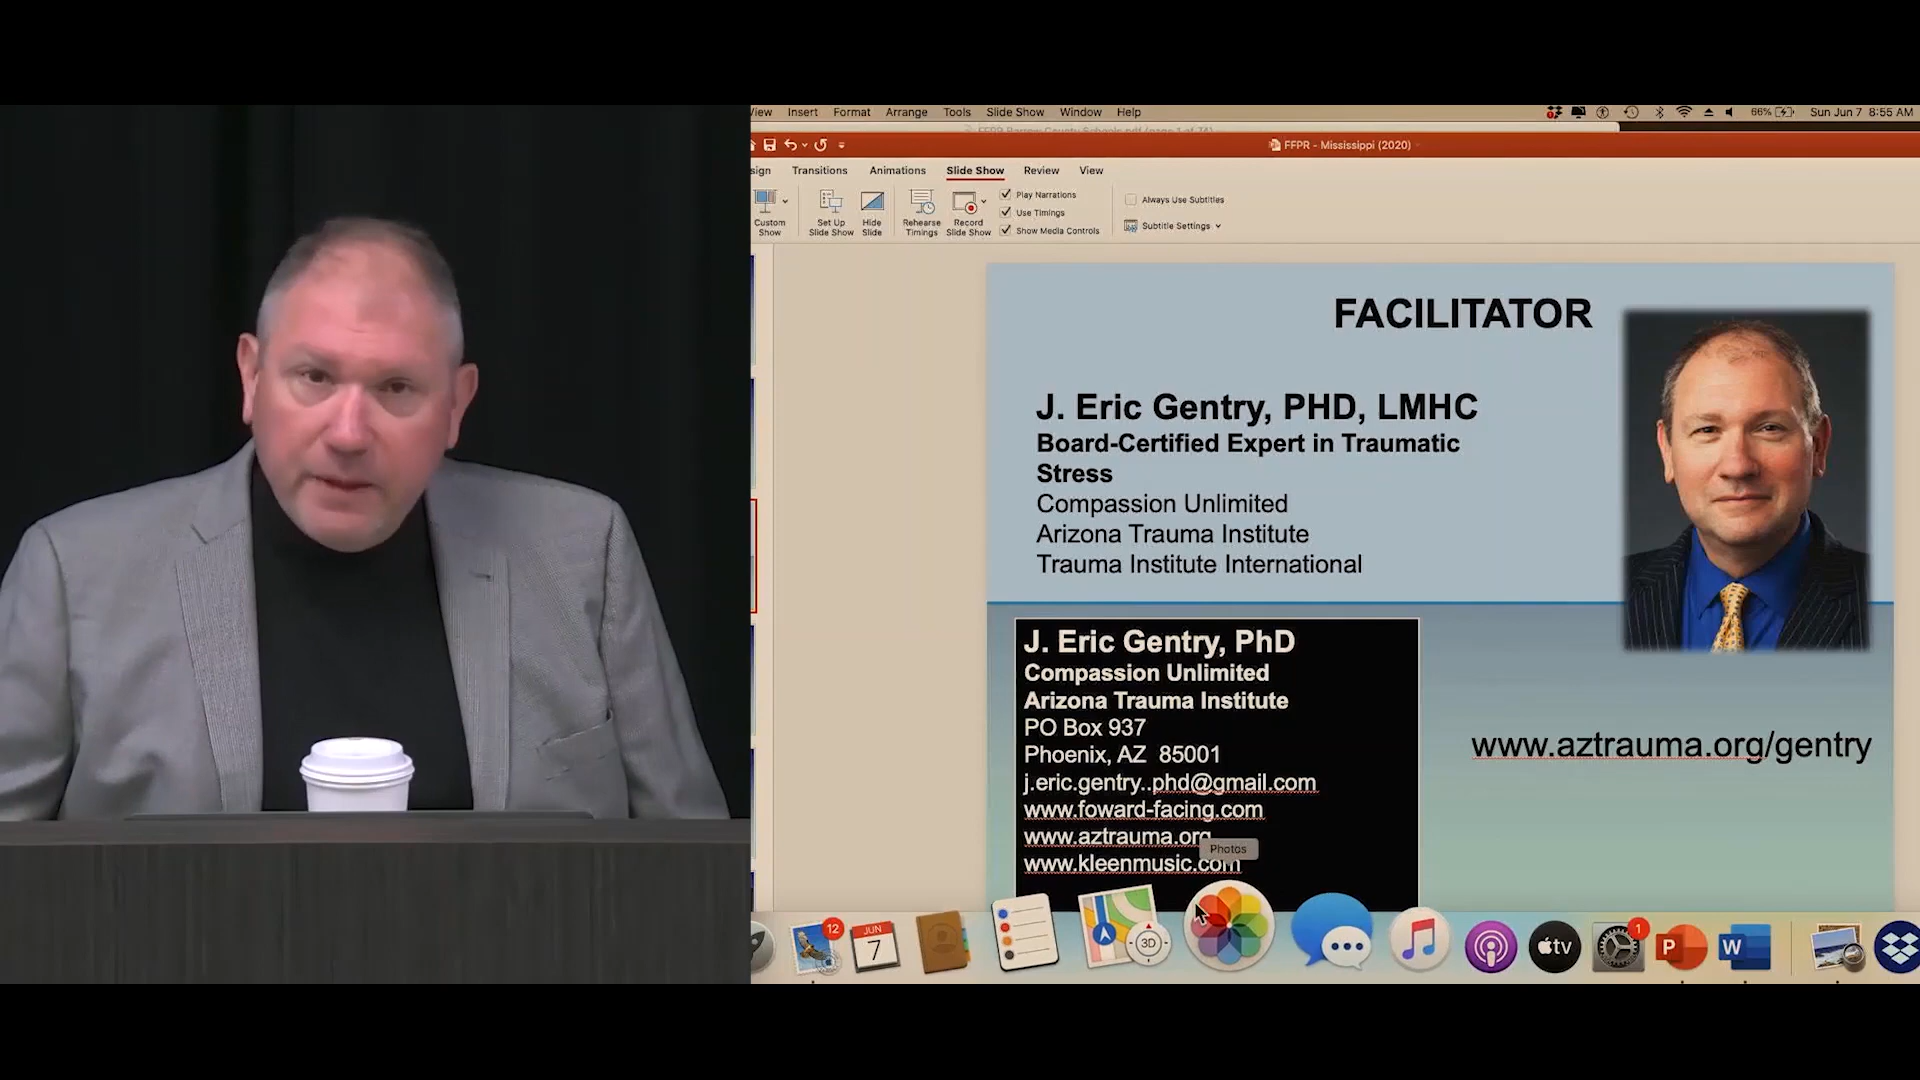 View Insert Format Arrange Tools Slide Show Window Help
66% Sun Jun 7 8:55 AM
FFPR - Mississippi (2020)
sign Transitions Animations Slide Show Review View
Custom Show
Set Up Slide Show
Hide Slide
Rehearse Timings
Record Slide Show
Play Narrations
Use Timings
Show Media Controls
Always Use Subtitles
Subtitle Settings
FACILITATOR
J. Eric Gentry, PHD, LMHC
Board-Certified Expert in Traumatic
Stress
Compassion Unlimited
Arizona Trauma Institute
Trauma Institute International
J. Eric Gentry, PhD
Compassion Unlimited
Arizona Trauma Institute
PO Box 937
Phoenix, AZ 85001
j.eric.gentry..phd@gmail.com
www.foward-facing.com
www.aztrauma.org
www.kleenmusic.com
www.aztrauma.org/gentry
Photos
12
JUN
7
3D
tv
1
P
W